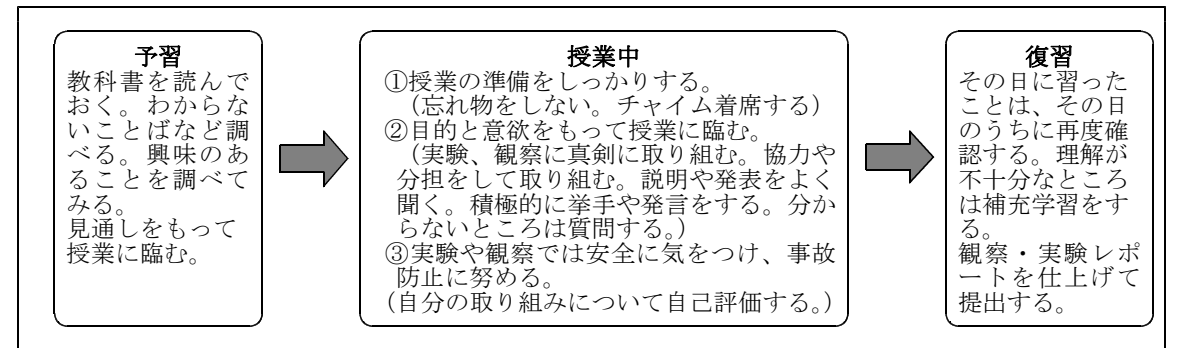 予習
教科書を読んで
おく。わからな
いことばなど調
べる。興味のあ
ることを調べて
みる。
見通しをもって
授業に臨む。
授業中
①授業の準備をしっかりする。
（忘れ物をしない。チャイム着席する）
②目的と意欲をもって授業に臨む。
（実験、観察に真剣に取り組む。協力や
分担をして取り組む。説明や発表をよく
聞く。積極的に挙手や発言をする。分か
らないところは質問する。）
③実験や観察では安全に気をつけ、事故
防止に努める。
（自分の取り組みについて自己評価する。）
復習
その日に習った
ことは、その日
のうちに再度確
認する。理解が
不十分なところ
は補充学習をす
る。
観察・実験レポ
ートを仕上げて
提出する。